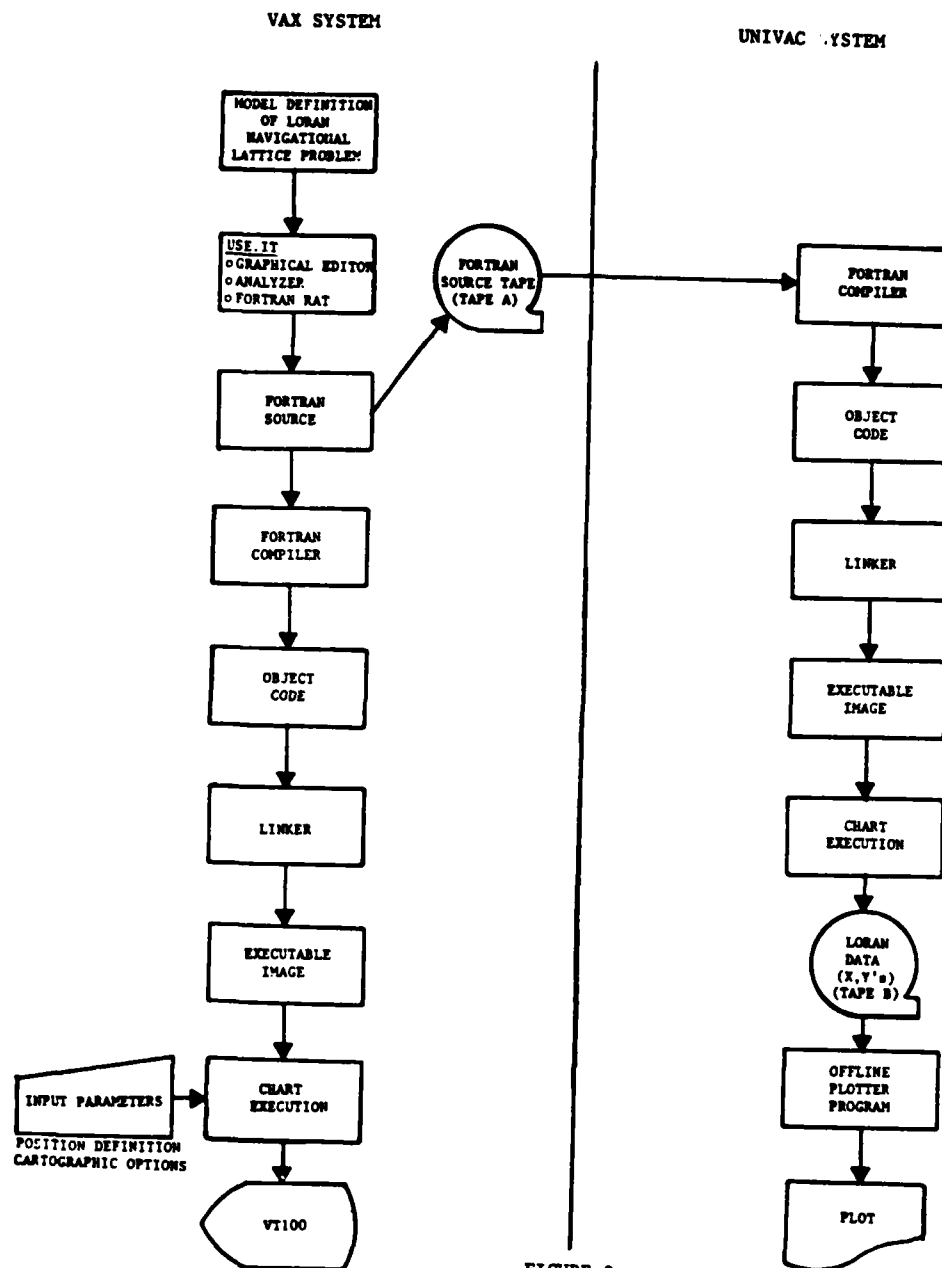 VAX SYSTEM
UNIVAC YSTEM
MODEL DEFINITION
OF LORAN
NAVIGATIONAL
LATTICE PROBLEM
USE.IT
o GRAPHICAL EDITOR
o ANALYZER
o FORTRAN RAT
FORTRAN
SOURCE TAPE
(TAPE A)
FORTRAN
SOURCE
FORTRAN
COMPILER
OBJECT
CODE
LINKER
EXECUTABLE
IMAGE
INPUT PARAMETERS
POSITION DEFINITION
CARTOGRAPHIC OPTIONS
CHART
EXECUTION
VT100
FORTRAN
COMPILER
OBJECT
CODE
LINKER
EXECUTABLE
IMAGE
CHART
EXECUTION
LORAN
DATA
(X,Y's)
(TAPE B)
OFFLINE
PLOTTER
PROGRAM
PLOT
FIGURE